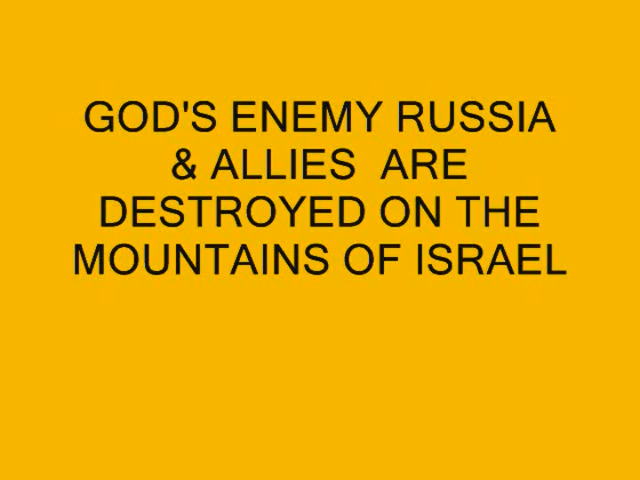 GOD'S ENEMY RUSSIA
& ALLIES  ARE
DESTROYED ON THE
MOUNTAINS OF ISRAEL